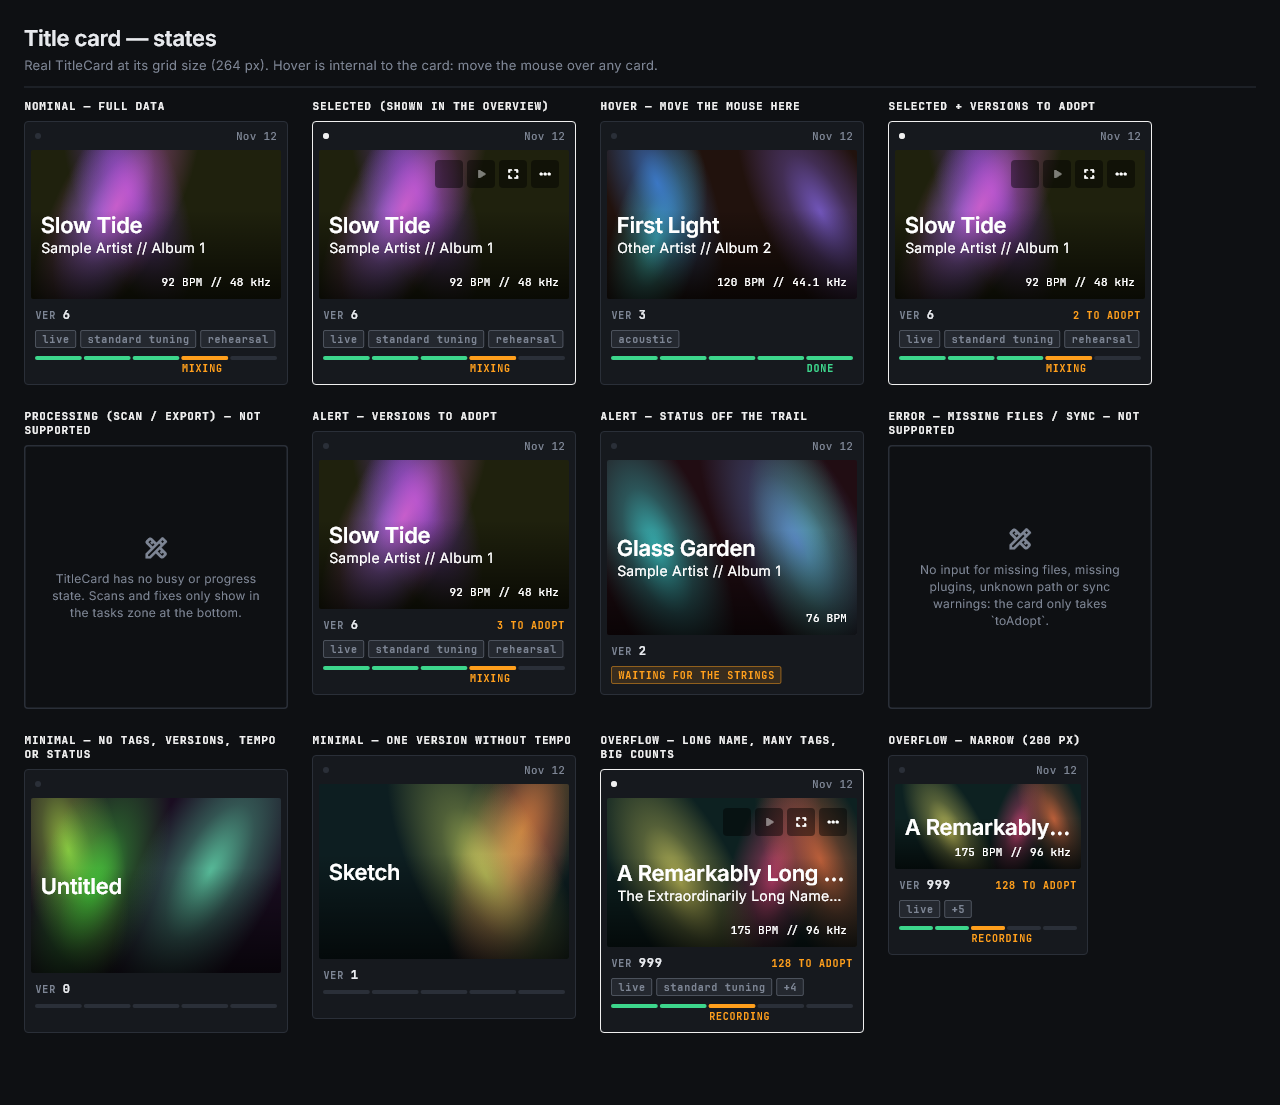 Title card — states
Real TitleCard at its grid size (264 px). Hover is internal to the card: move the mouse over any card.
NOMINAL — FULL DATA
Nov 12
Slow Tide
Sample Artist // Album 1
92 BPM // 48 kHz
VER 6
live standard tuning rehearsal
MIXING
SELECTED (SHOWN IN THE OVERVIEW)
Nov 12
Slow Tide
Sample Artist // Album 1
92 BPM // 48 kHz
VER 6
live standard tuning rehearsal
MIXING
HOVER — MOVE THE MOUSE HERE
Nov 12
First Light
Other Artist // Album 2
120 BPM // 44.1 kHz
VER 3
acoustic
DONE
SELECTED + VERSIONS TO ADOPT
Nov 12
Slow Tide
Sample Artist // Album 1
92 BPM // 48 kHz
VER 6 2 TO ADOPT
live standard tuning rehearsal
MIXING
PROCESSING (SCAN / EXPORT) — NOT
SUPPORTED
TitleCard has no busy or progress
state. Scans and fixes only show in
the tasks zone at the bottom.
ALERT — VERSIONS TO ADOPT
Nov 12
Slow Tide
Sample Artist // Album 1
92 BPM // 48 kHz
VER 6 3 TO ADOPT
live standard tuning rehearsal
MIXING
ALERT — STATUS OFF THE TRAIL
Nov 12
Glass Garden
Sample Artist // Album 1
76 BPM
VER 2
WAITING FOR THE STRINGS
ERROR — MISSING FILES / SYNC — NOT
SUPPORTED
No input for missing files, missing
plugins, unknown path or sync
warnings: the card only takes
`toAdopt`.
MINIMAL — NO TAGS, VERSIONS, TEMPO
OR STATUS
Untitled
VER 0
MINIMAL — ONE VERSION WITHOUT TEMPO
Nov 12
Sketch
VER 1
OVERFLOW — LONG NAME, MANY TAGS,
BIG COUNTS
Nov 12
A Remarkably Long ...
The Extraordinarily Long Name...
175 BPM // 96 kHz
VER 999 128 TO ADOPT
live standard tuning +4
RECORDING
OVERFLOW — NARROW (200 PX)
Nov 12
A Remarkably...
175 BPM // 96 kHz
VER 999 128 TO ADOPT
live +5
RECORDING